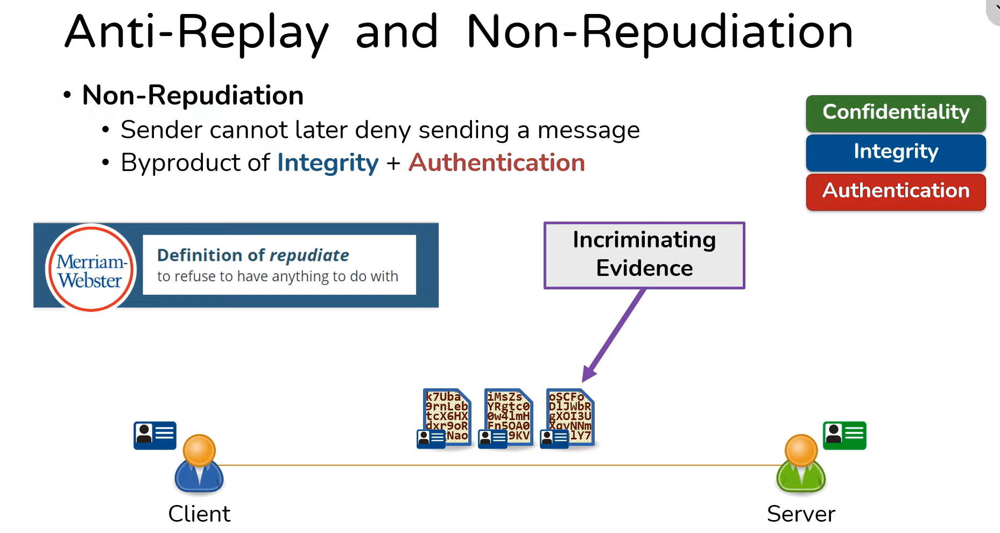 Anti-Replay and Non-Repudiation
• Non-Repudiation
• Sender cannot later deny sending a message
• Byproduct of Integrity + Authentication
Confidentiality
Integrity
Authentication
Merriam-
Webster
Definition of repudiate
to refuse to have anything to do with
Incriminating
Evidence
k7Uba
9rnLeb
tcX6HX
dxr9oR
Nao
iMsZs
YRgtc0
0w4lmH
Fn5OA0
9KV
oSCFo
DlJWbR
gXOI3U
XqvNNm
lY7
Client
Server